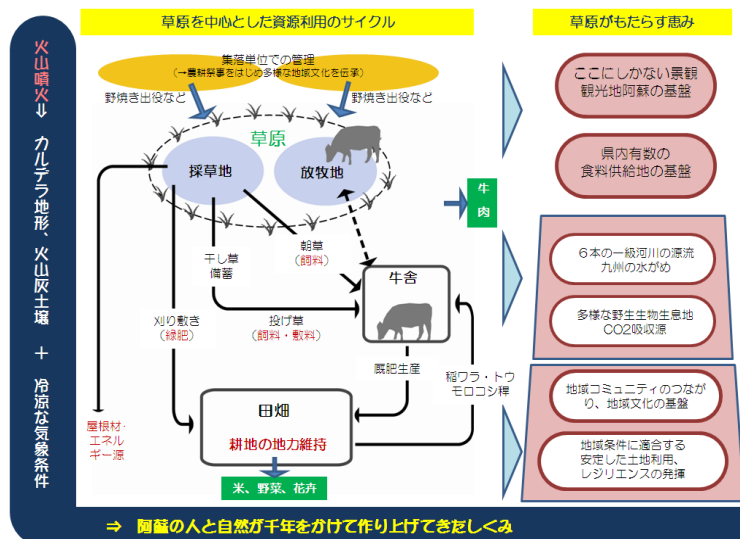 草原を中心とした資源利用のサイクル
草原がもたらす恵み
火山噴火⇒カルデラ地形、火山灰土壌 + 冷涼な気象条件
集落単位での管理
(→農耕祭事をはじめ多様な地域文化を伝承)
野焼き出役など
野焼き出役など
草原
採草地
放牧地
牛
肉
朝草
(飼料)
干し草
備蓄
牛舎
刈り敷き
(緑肥)
投げ草
(飼料・敷料)
厩肥生産
稲ワラ・トウ
モロコシ稈
屋根材・
エネル
ギー源
田畑
耕地の地力維持
米、野菜、花卉
ここにしかない景観
観光地阿蘇の基盤
県内有数の
食料供給地の基盤
6本の一級河川の源流
九州の水がめ
多様な野生生物生息地
CO2吸収源
地域コミュニティのつなが
り、地域文化の基盤
地域条件に適合する
安定した土地利用、
レジリエンスの発揮
⇒ 阿蘇の人と自然が千年をかけて作り上げてきたしくみ